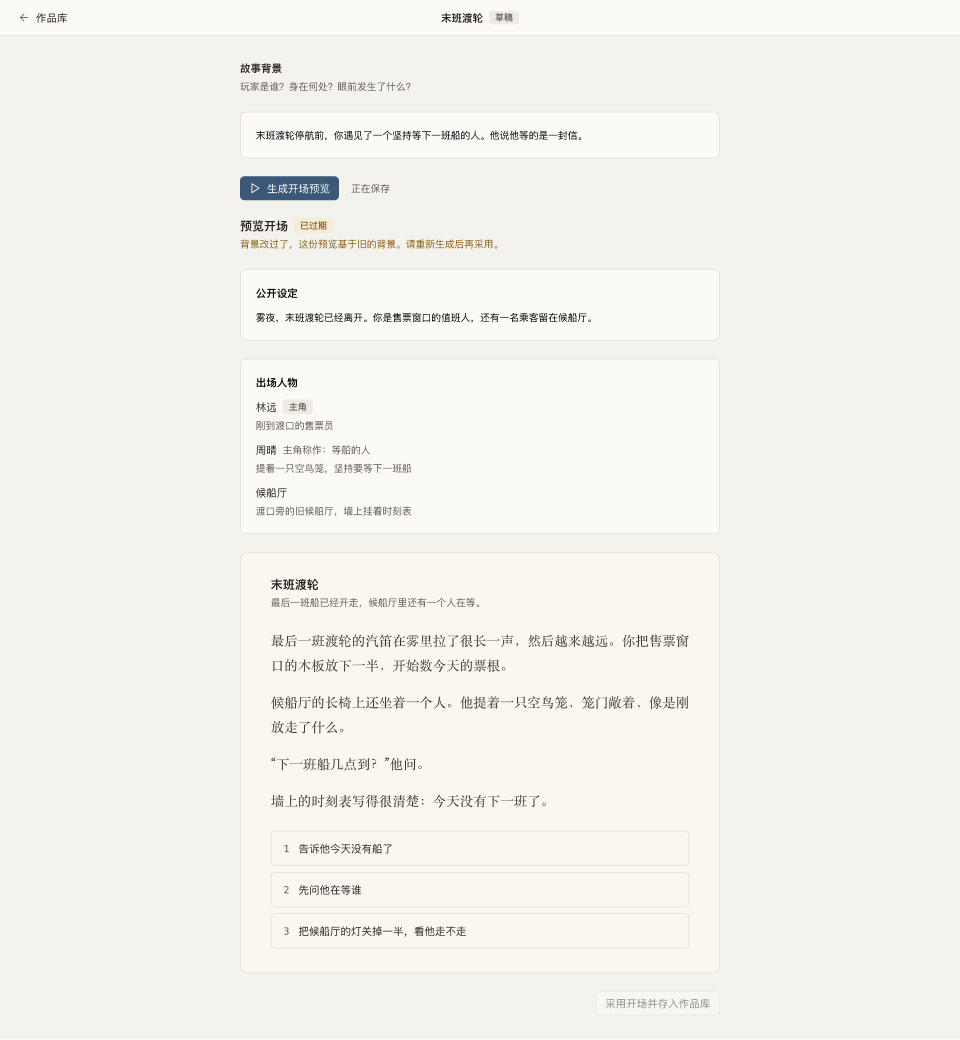 作品库
末班渡轮 草稿
故事背景
玩家是谁？身在何处？眼前发生了什么？
末班渡轮停航前，你遇见了一个坚持等下一班船的人。他说他等的是一封信。
生成开场预览 正在保存
预览开场 已过期
背景改过了，这份预览基于旧的背景。请重新生成后再采用。
公开设定
雾夜，末班渡轮已经离开。你是售票窗口的值班人，还有一名乘客留在候船厅。
出场人物
林远 主角
刚到渡口的售票员
周晴 主角称作：等船的人
提着一只空鸟笼，坚持要等下一班船
候船厅
渡口旁的旧候船厅，墙上挂着时刻表
末班渡轮
最后一班船已经开走，候船厅里还有一个人在等。
最后一班渡轮的汽笛在雾里拉了很长一声，然后越来越远。你把售票窗
口的木板放下一半，开始数今天的票根。
候船厅的长椅上还坐着一个人。他提着一只空鸟笼，笼门敞着，像是刚
放走了什么。
“下一班船几点到？”他问。
墙上的时刻表写得很清楚：今天没有下一班了。
1 告诉他今天没有船了
2 先问他在等谁
3 把候船厅的灯关掉一半，看他走不走
采用开场并存入作品库